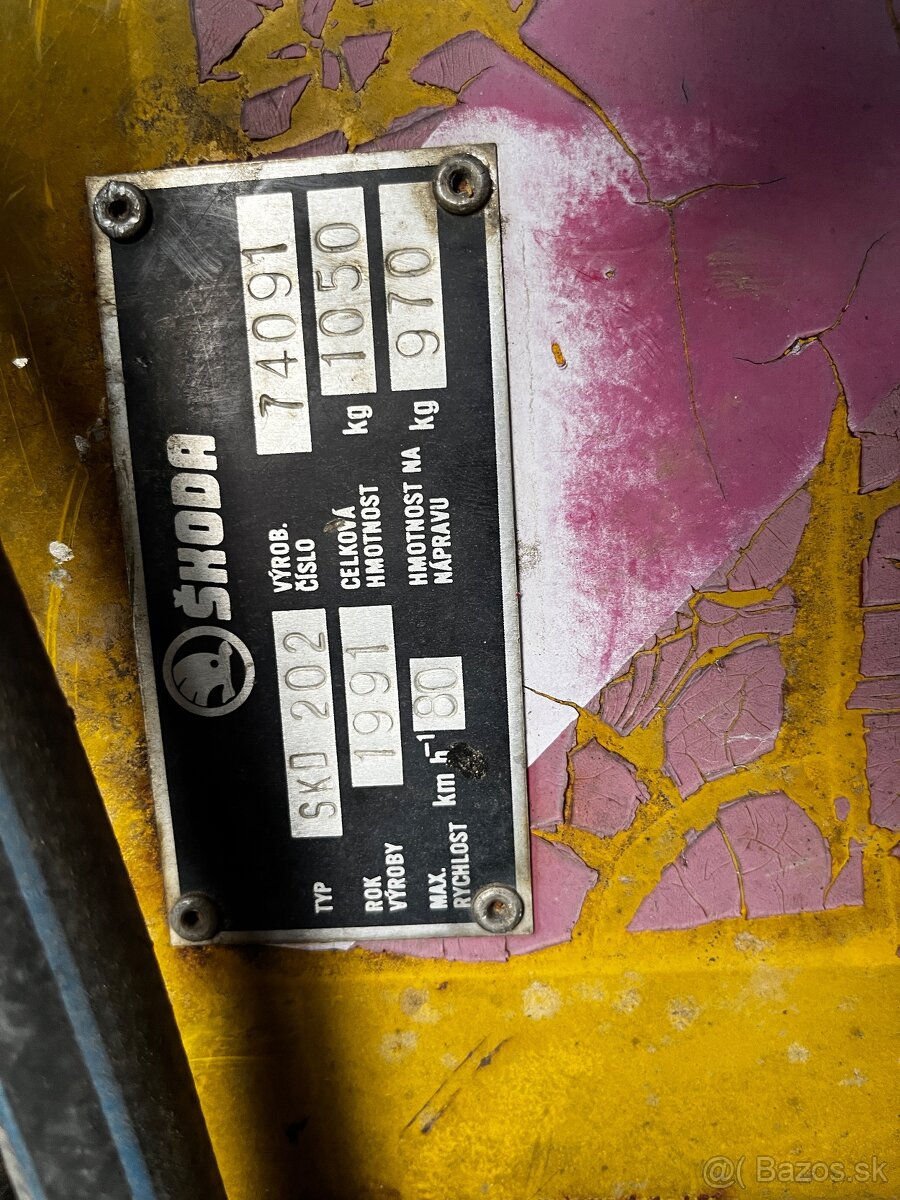 ŠKODA
TYP SKD 202 VÝROB. ČÍSLO 74091
ROK VÝROBY 1991 CELKOVÁ HMOTNOST kg 1050
MAX. RYCHLOST km h⁻¹ 80 HMOTNOST NA NÁPRAVU kg 970
@( Bazos.sk